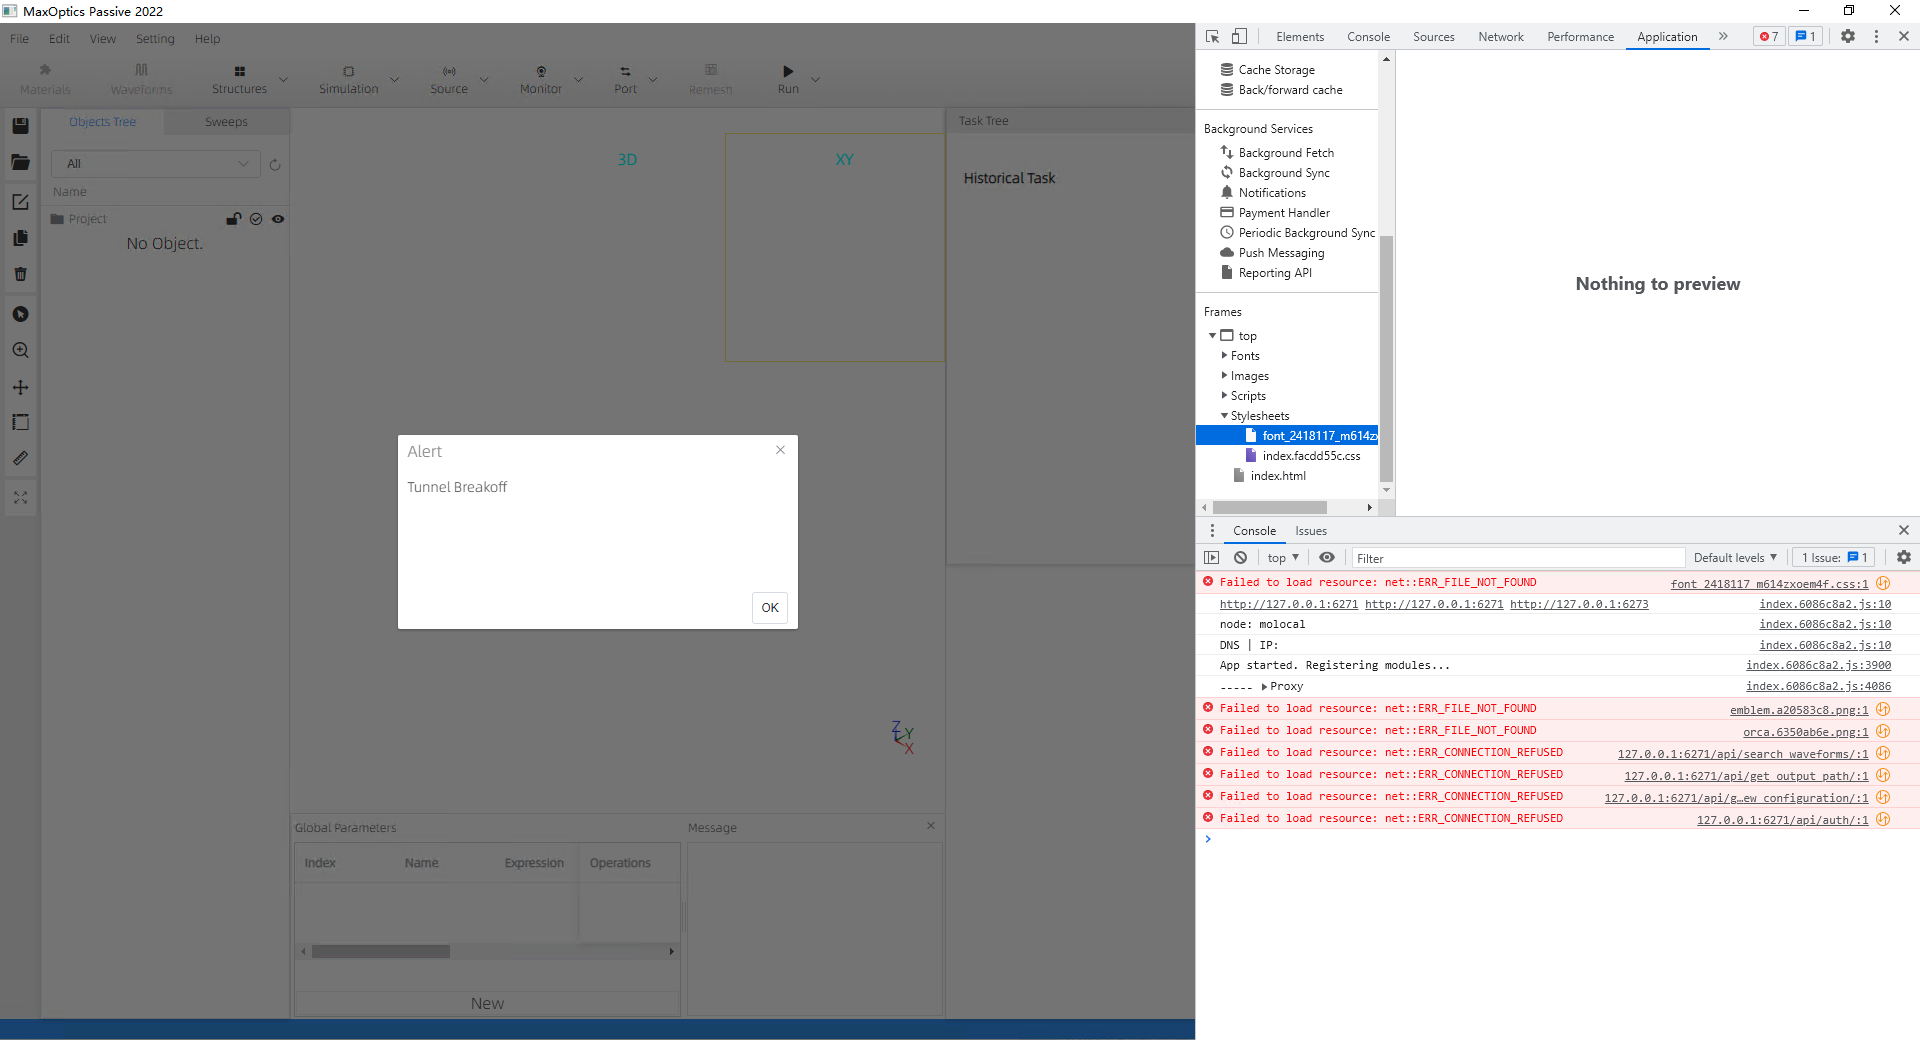 MaxOptics Passive 2022
File Edit View Setting Help
Materials Waveforms Structures Simulation Source Monitor Port Remesh Run
Objects Tree Sweeps
All
Name
Project
No Object.
3D
XY
Task Tree
Historical Task
Alert
Tunnel Breakoff
OK
Z
Y
X
Global Parameters
Index Name Expression Operations
New
Message
Elements Console Sources Network Performance Application » 7 1
Cache Storage
Back/forward cache
Background Services
Background Fetch
Background Sync
Notifications
Payment Handler
Periodic Background Sync
Push Messaging
Reporting API
Frames
top
Fonts
Images
Scripts
Stylesheets
font_2418117_m614zx
index.facdd55c.css
index.html
Nothing to preview
Console Issues
top Filter Default levels 1 Issue: 1
Failed to load resource: net::ERR_FILE_NOT_FOUND font_2418117_m614zxoem4f.css:1
http://127.0.0.1:6271 http://127.0.0.1:6271 http://127.0.0.1:6273 index.6086c8a2.js:10
node: molocal index.6086c8a2.js:10
DNS | IP: index.6086c8a2.js:10
App started. Registering modules... index.6086c8a2.js:3900
----- Proxy index.6086c8a2.js:4086
Failed to load resource: net::ERR_FILE_NOT_FOUND emblem.a20583c8.png:1
Failed to load resource: net::ERR_FILE_NOT_FOUND orca.6350ab6e.png:1
Failed to load resource: net::ERR_CONNECTION_REFUSED 127.0.0.1:6271/api/search_waveforms/:1
Failed to load resource: net::ERR_CONNECTION_REFUSED 127.0.0.1:6271/api/get_output_path/:1
Failed to load resource: net::ERR_CONNECTION_REFUSED 127.0.0.1:6271/api/g…ew_configuration/:1
Failed to load resource: net::ERR_CONNECTION_REFUSED 127.0.0.1:6271/api/auth/:1